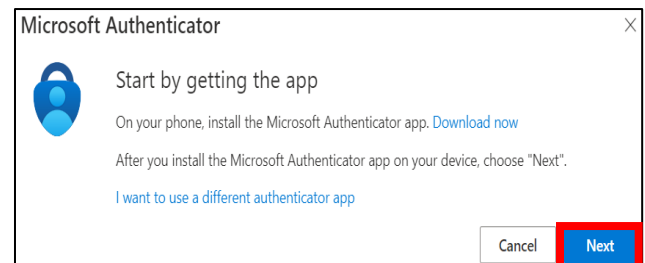 Microsoft Authenticator
Start by getting the app
On your phone, install the Microsoft Authenticator app. Download now
After you install the Microsoft Authenticator app on your device, choose "Next".
I want to use a different authenticator app
Cancel Next